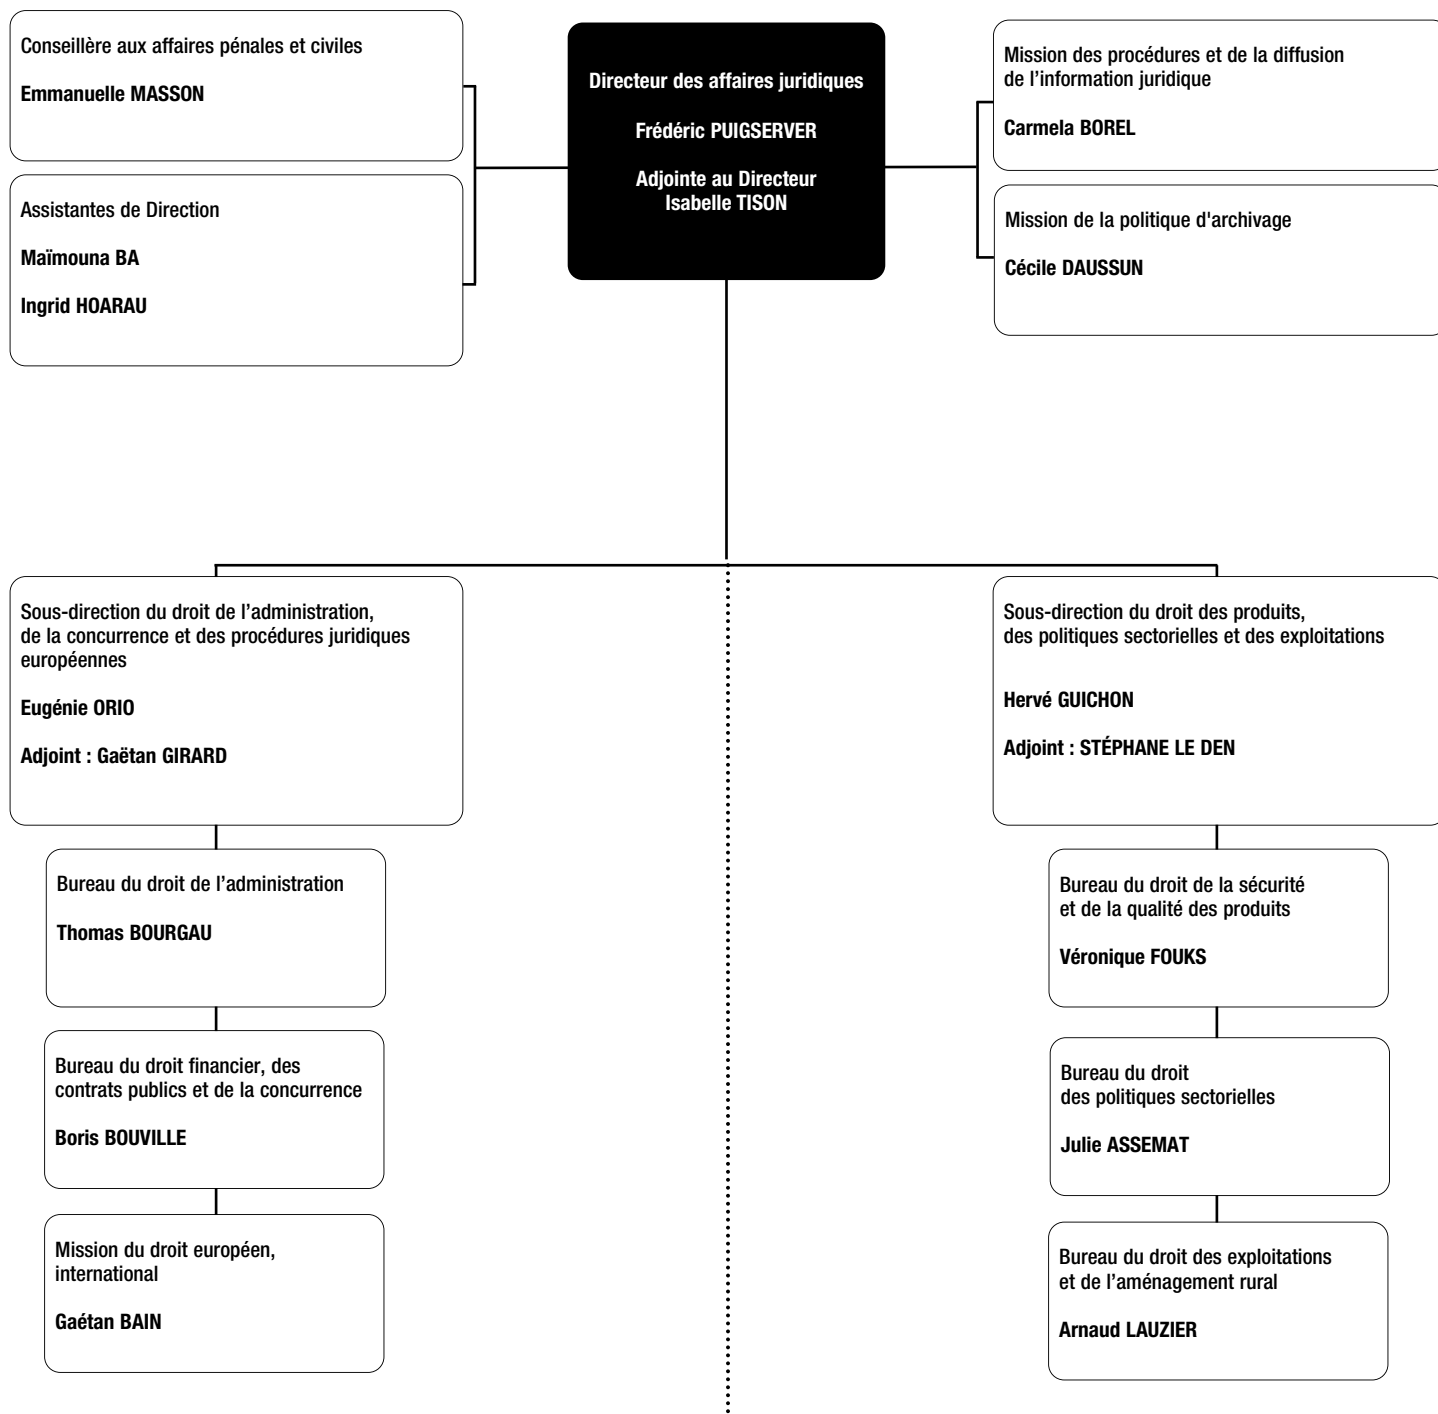 Conseillère aux affaires pénales et civiles
Emmanuelle MASSON
Assistantes de Direction
Maïmouna BA
Ingrid HOARAU
Directeur des affaires juridiques
Frédéric PUIGSERVER
Adjointe au Directeur
Isabelle TISON
Mission des procédures et de la diffusion
de l’information juridique
Carmela BOREL
Mission de la politique d'archivage
Cécile DAUSSUN
Sous-direction du droit de l’administration,
de la concurrence et des procédures juridiques
européennes
Eugénie ORIO
Adjoint : Gaëtan GIRARD
Bureau du droit de l’administration
Thomas BOURGAU
Bureau du droit financier, des
contrats publics et de la concurrence
Boris BOUVILLE
Mission du droit européen,
international
Gaétan BAIN
Sous-direction du droit des produits,
des politiques sectorielles et des exploitations
Hervé GUICHON
Adjoint : STÉPHANE LE DEN
Bureau du droit de la sécurité
et de la qualité des produits
Véronique FOUKS
Bureau du droit
des politiques sectorielles
Julie ASSEMAT
Bureau du droit des exploitations
et de l’aménagement rural
Arnaud LAUZIER